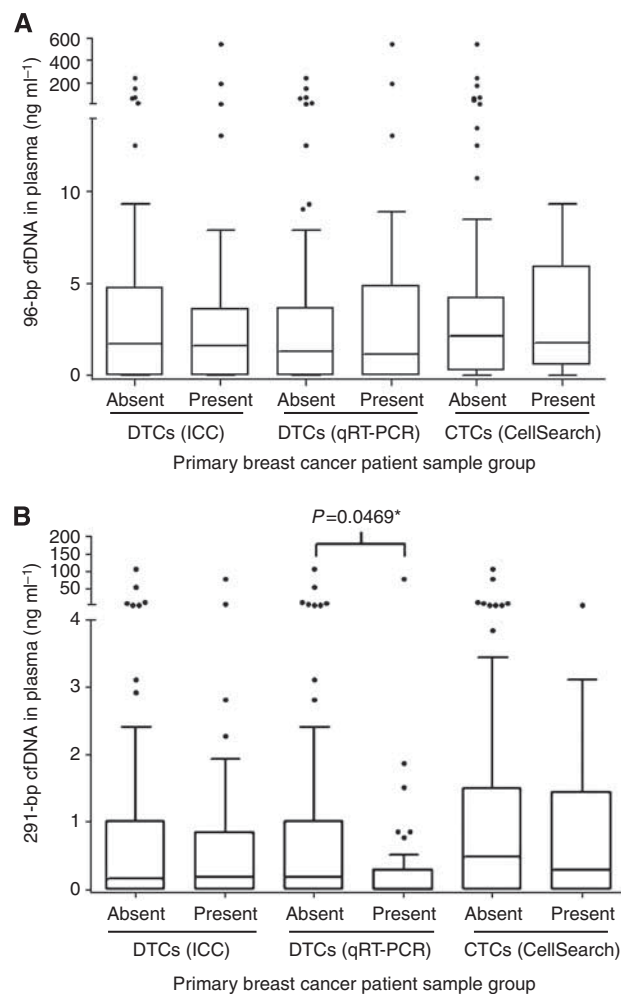 A
96-bp cfDNA in plasma (ng ml⁻¹)
600
400
200
10
5
0
Absent Present Absent Present Absent Present
DTCs (ICC) DTCs (qRT-PCR) CTCs (CellSearch)
Primary breast cancer patient sample group
B
P=0.0469*
291-bp cfDNA in plasma (ng ml⁻¹)
200
150
100
50
4
3
2
1
0
Absent Present Absent Present Absent Present
DTCs (ICC) DTCs (qRT-PCR) CTCs (CellSearch)
Primary breast cancer patient sample group